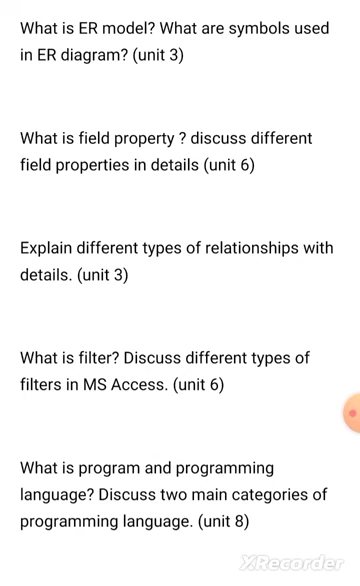 What is ER model? What are symbols used
in ER diagram? (unit 3)
What is field property ? discuss different
field properties in details (unit 6)
Explain different types of relationships with
details. (unit 3)
What is filter? Discuss different types of
filters in MS Access. (unit 6)
What is program and programming
language? Discuss two main categories of
programming language. (unit 8)
XRecorder